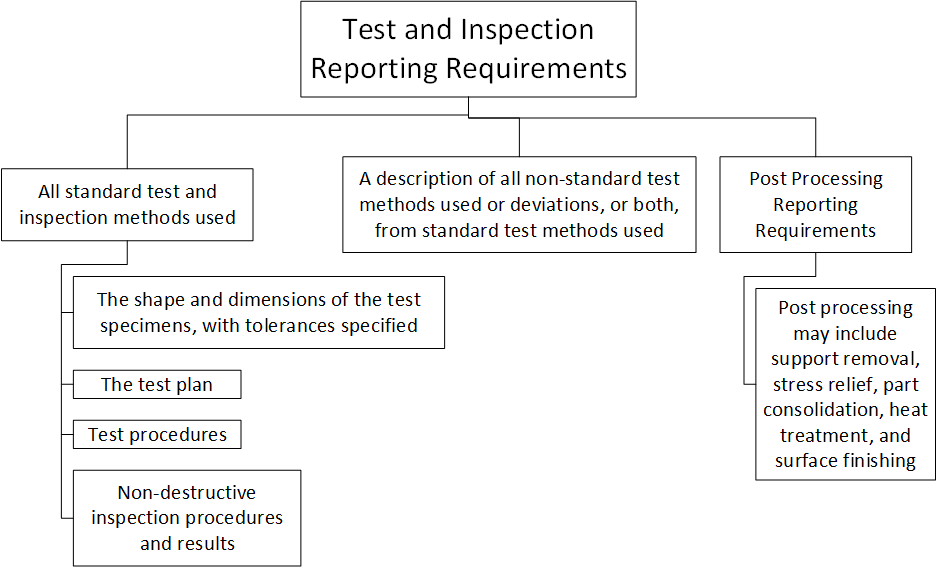 Test and Inspection
Reporting Requirements
All standard test and
inspection methods used
A description of all non-standard test
methods used or deviations, or both,
from standard test methods used
Post Processing
Reporting
Requirements
The shape and dimensions of the test
specimens, with tolerances specified
The test plan
Test procedures
Non-destructive
inspection procedures
and results
Post processing
may include
support removal,
stress relief, part
consolidation, heat
treatment, and
surface finishing